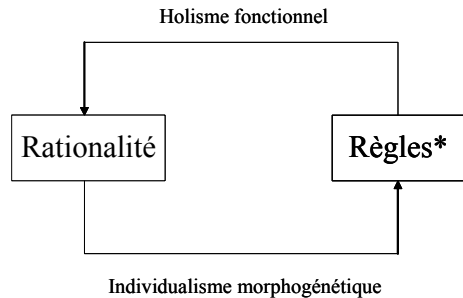 Holisme fonctionnel
Rationalité
Règles*
Individualisme morphogénétique